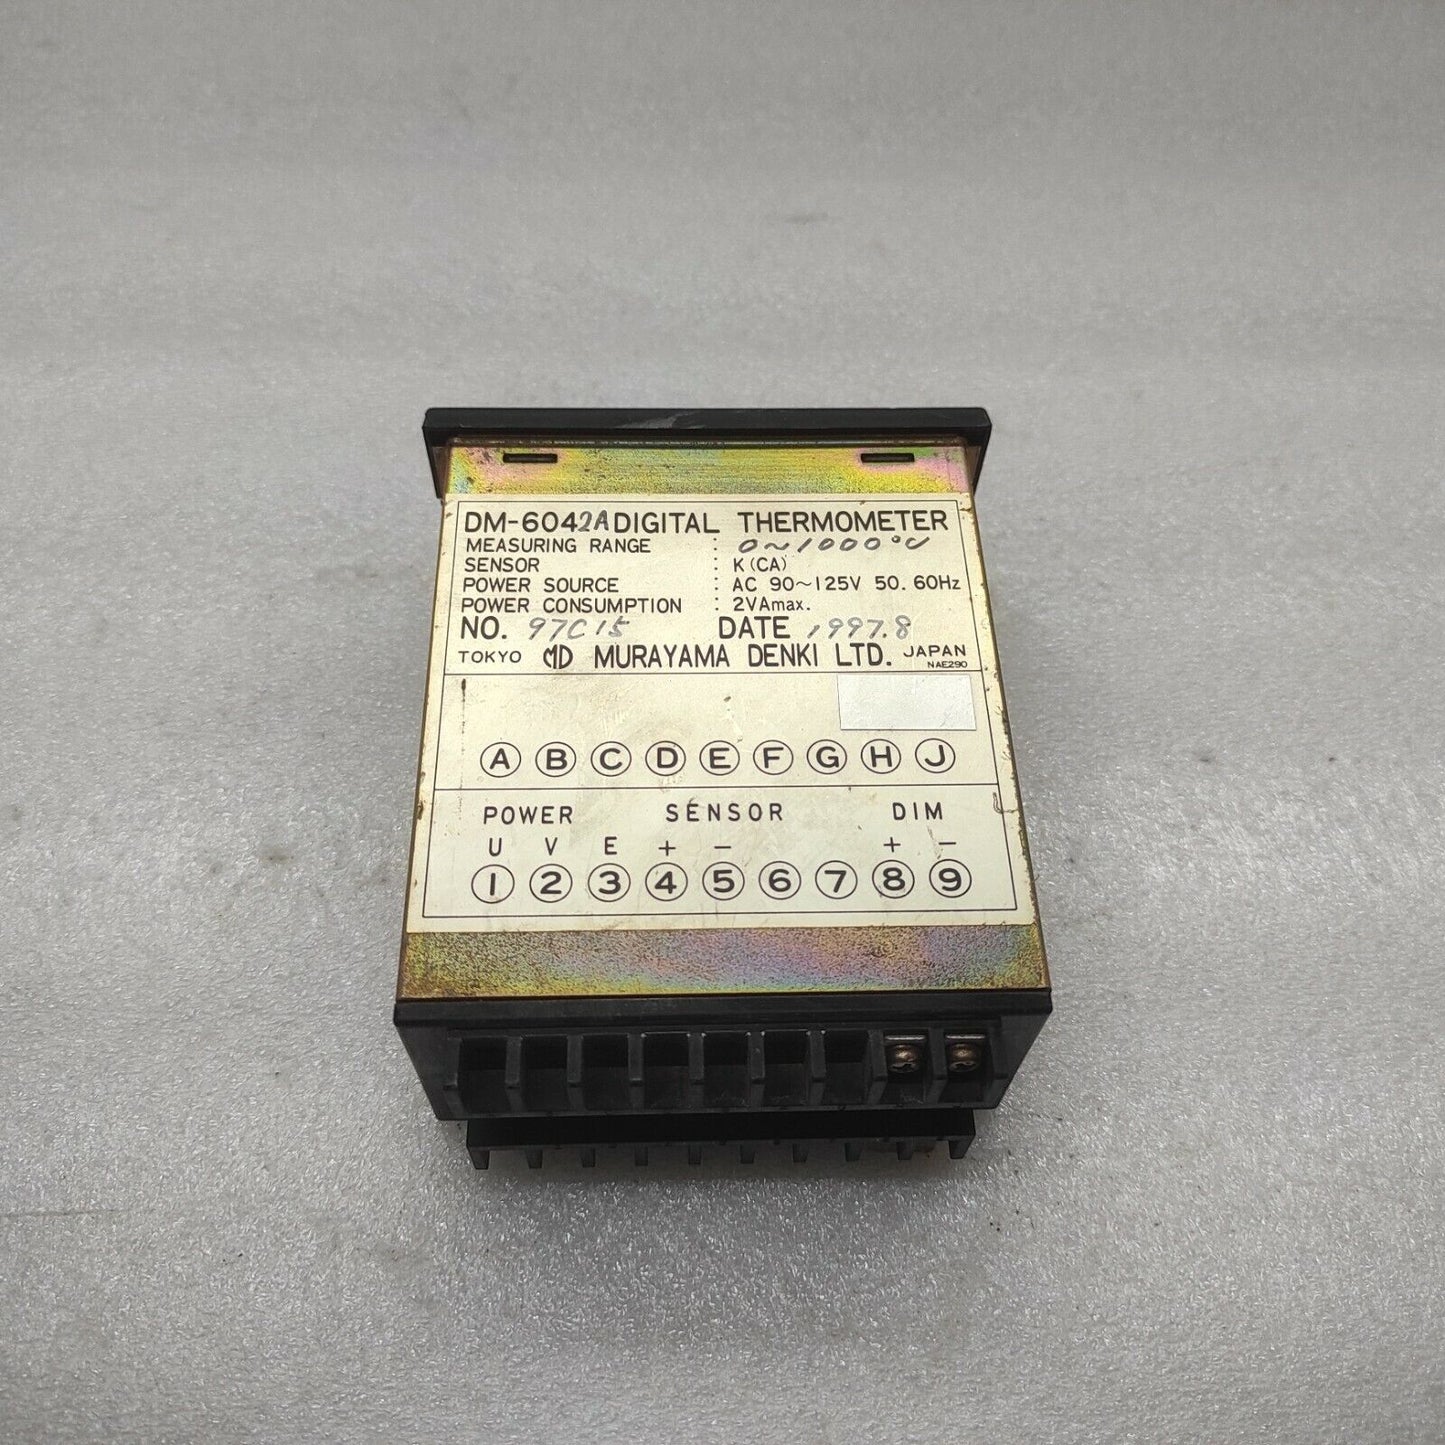 DM-6042A DIGITAL THERMOMETER
MEASURING RANGE : 0~1000°C
SENSOR : K(CA)
POWER SOURCE : AC 90~125V 50.60Hz
POWER CONSUMPTION : 2VAmax.
NO. 97C15 DATE 1997.8
TOKYO MD MURAYAMA DENKI LTD. JAPAN
NAE290
A B C D E F G H J
POWER SENSOR DIM
U V E + - + -
1 2 3 4 5 6 7 8 9